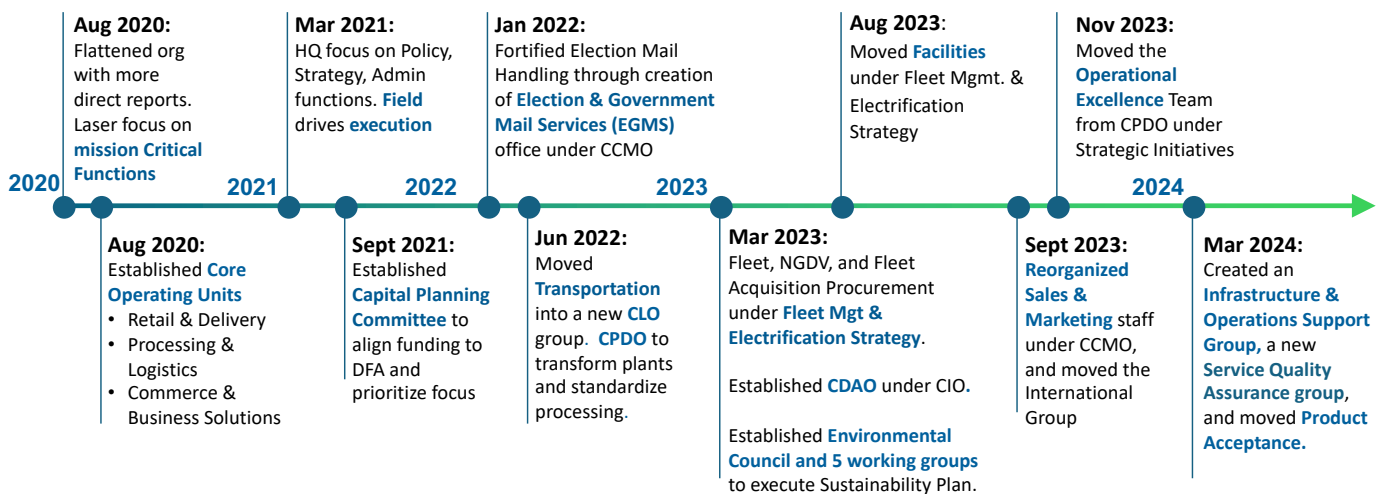 Aug 2020:
Flattened org
with more
direct reports.
Laser focus on
mission Critical
Functions
Mar 2021:
HQ focus on Policy,
Strategy, Admin
functions. Field
drives execution
Jan 2022:
Fortified Election Mail
Handling through creation
of Election & Government
Mail Services (EGMS)
office under CCMO
Aug 2023:
Moved Facilities
under Fleet Mgmt. &
Electrification
Strategy
Nov 2023:
Moved the
Operational
Excellence Team
from CPDO under
Strategic Initiatives
2020
2021
2022
2023
2024
Aug 2020:
Established Core
Operating Units
• Retail & Delivery
• Processing &
Logistics
• Commerce &
Business Solutions
Sept 2021:
Established
Capital Planning
Committee to
align funding to
DFA and
prioritize focus
Jun 2022:
Moved
Transportation
into a new CLO
group. CPDO to
transform plants
and standardize
processing.
Mar 2023:
Fleet, NGDV, and Fleet
Acquisition Procurement
under Fleet Mgt &
Electrification Strategy.
Established CDAO under CIO.
Established Environmental
Council and 5 working groups
to execute Sustainability Plan.
Sept 2023:
Reorganized
Sales &
Marketing staff
under CCMO,
and moved the
International
Group
Mar 2024:
Created an
Infrastructure &
Operations Support
Group, a new
Service Quality
Assurance group,
and moved Product
Acceptance.